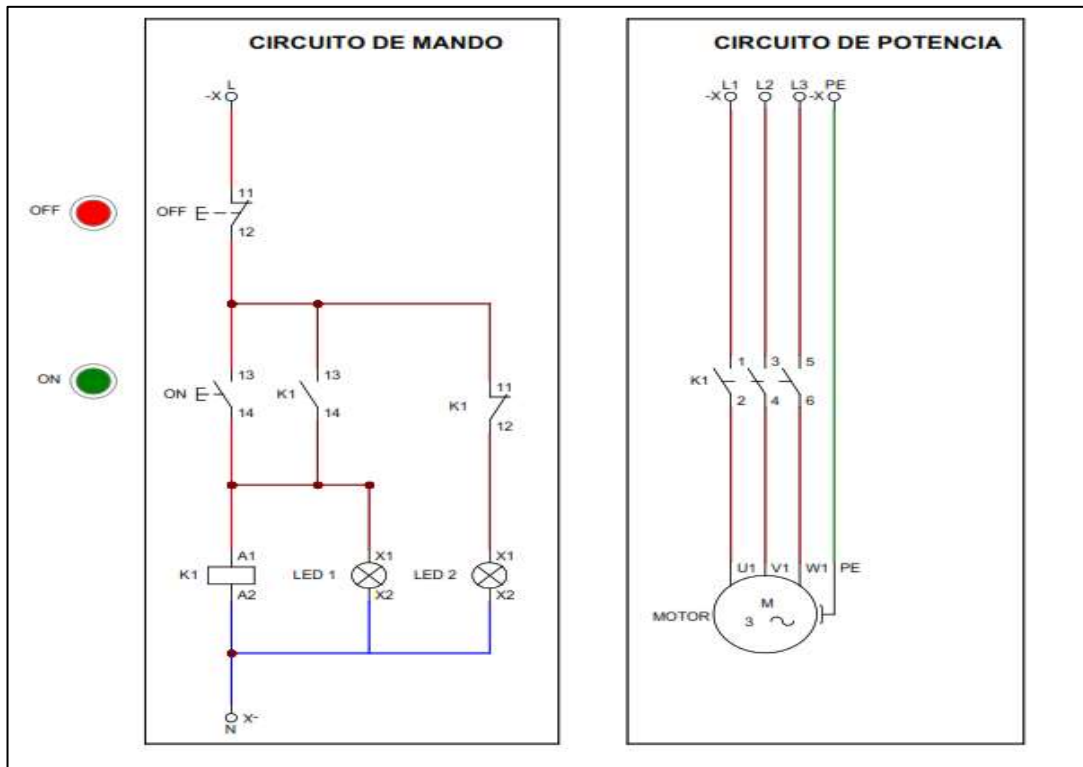 CIRCUITO DE MANDO
L
-X
11
OFF
OFF
12
13
13
ON
ON
K1
11
K1
14
14
12
A1
X1
X1
K1
LED 1
LED 2
A2
X2
X2
X-
N
CIRCUITO DE POTENCIA
L1 L2 L3 PE
-X -X
1 3 5
K1
2 4 6
U1 V1 W1 PE
M
MOTOR
3